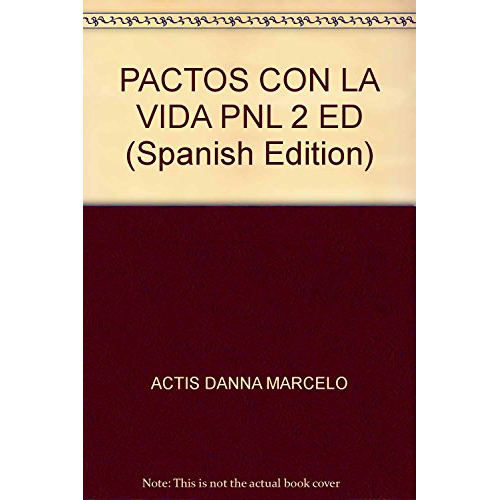 PACTOS CON LA
VIDA PNL 2 ED
(Spanish Edition)
ACTIS DANNA MARCELO
Note: This is not the actual book cover